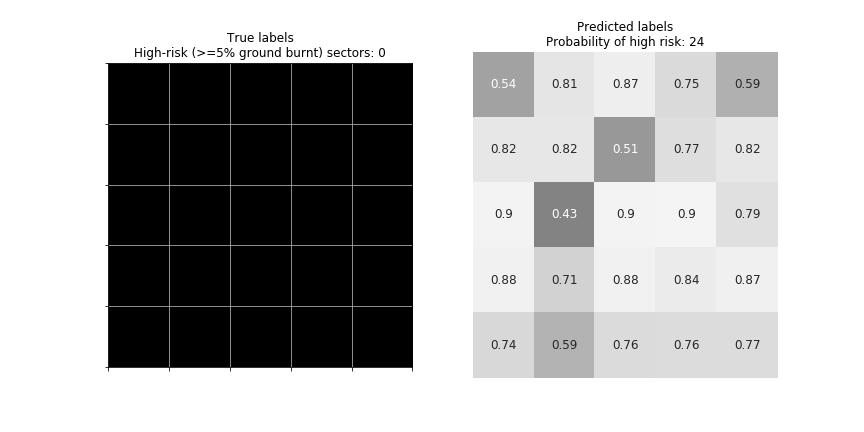 True labels
High-risk (>=5% ground burnt) sectors: 0
Predicted labels
Probability of high risk: 24
0.54 0.81 0.87 0.75 0.59
0.82 0.82 0.51 0.77 0.82
0.9 0.43 0.9 0.9 0.79
0.88 0.71 0.88 0.84 0.87
0.74 0.59 0.76 0.76 0.77